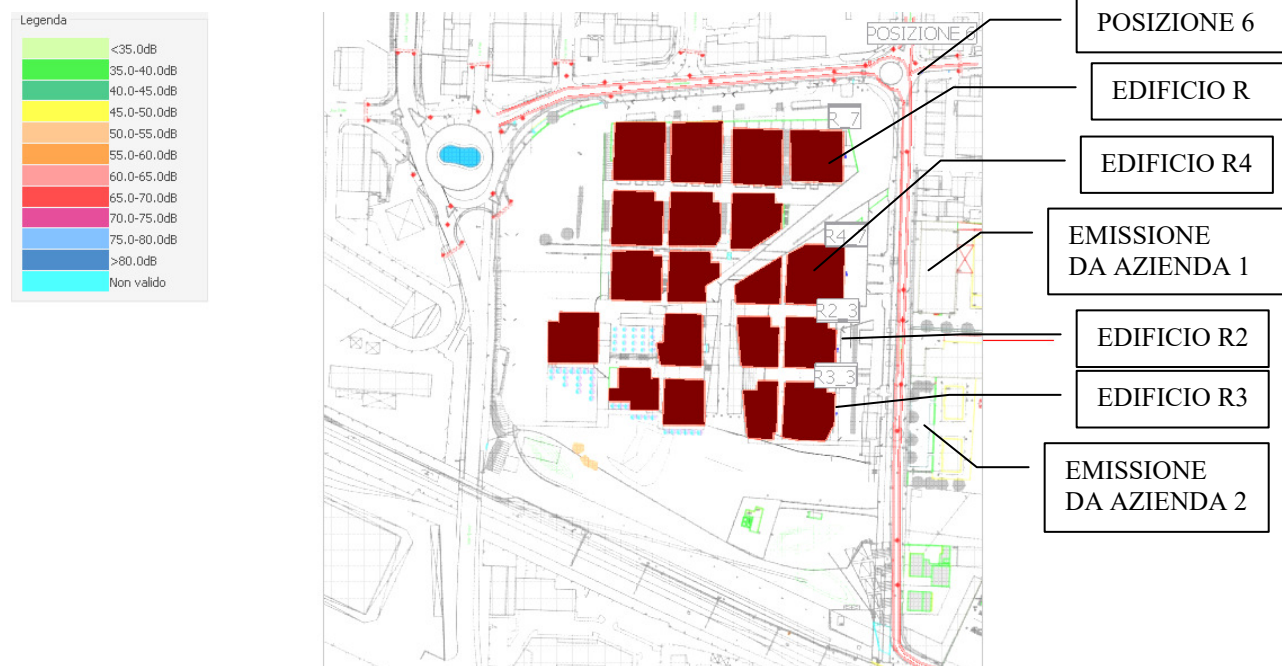 Legenda
<35.0dB
35.0-40.0dB
40.0-45.0dB
45.0-50.0dB
50.0-55.0dB
55.0-60.0dB
60.0-65.0dB
65.0-70.0dB
70.0-75.0dB
75.0-80.0dB
>80.0dB
Non valido
POSIZIONE 6
R_7
R4_7
R2_3
R3_3
POSIZIONE 6
EDIFICIO R
EDIFICIO R4
EMISSIONE
DA AZIENDA 1
EDIFICIO R2
EDIFICIO R3
EMISSIONE
DA AZIENDA 2